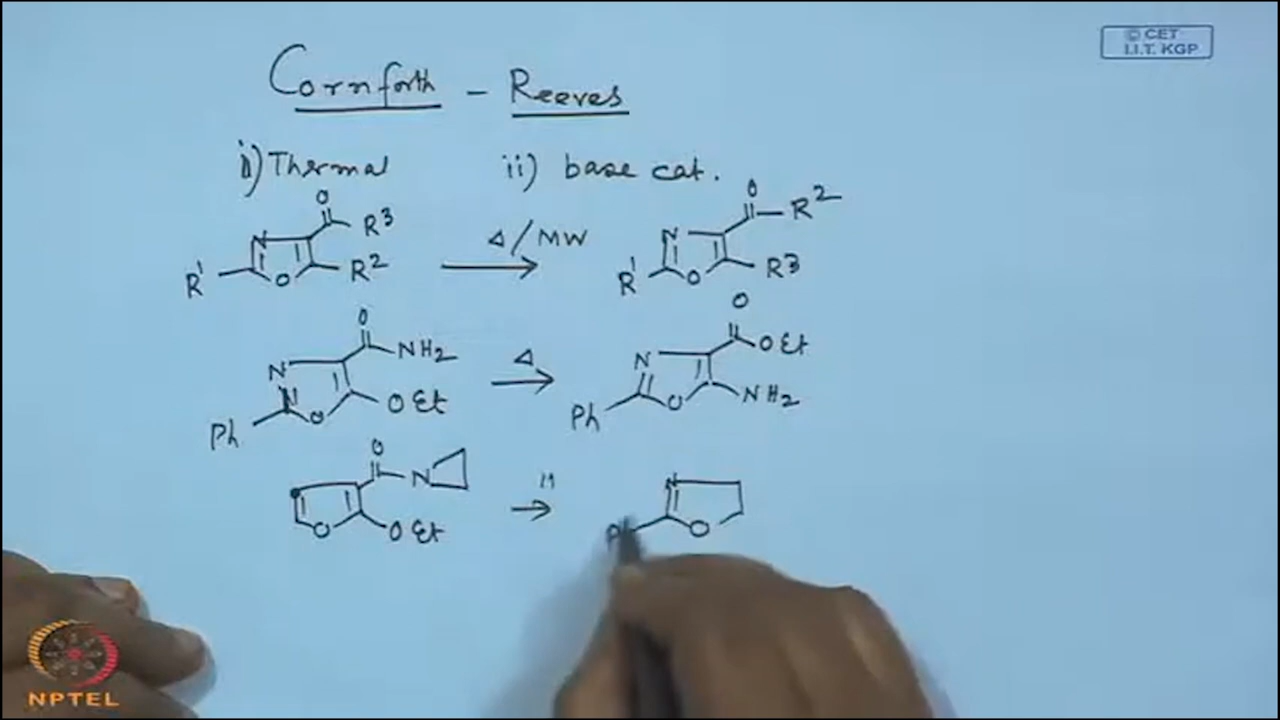 © CET
I.I.T. KGP
Cornforth - Reeves
i) Thermal ii) base cat.
O O
N R3 Δ/MW N R2
R1 O R2 R1 O R3
O O
N NH2 Δ N OEt
Ph O OEt Ph O NH2
O
N N
O OEt Ph O
NPTEL